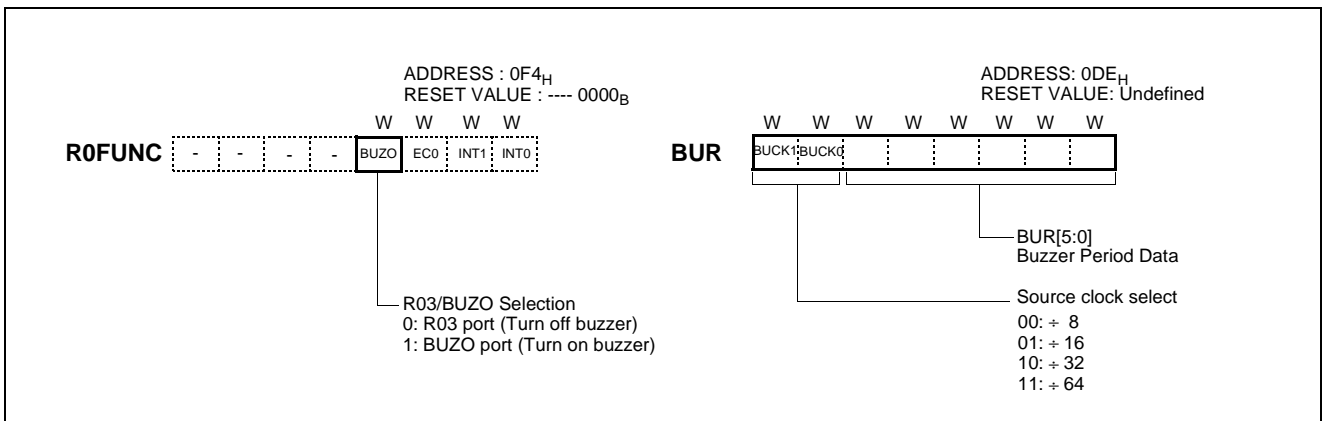 ADDRESS : 0F4H
RESET VALUE : ---- 0000B
W W W W
R0FUNC - - - - BUZO EC0 INT1 INT0
R03/BUZO Selection
0: R03 port (Turn off buzzer)
1: BUZO port (Turn on buzzer)
ADDRESS: 0DEH
RESET VALUE: Undefined
W W W W W W W W
BUR BUCK1 BUCK0
BUR[5:0]
Buzzer Period Data
Source clock select
00: ÷ 8
01: ÷ 16
10: ÷ 32
11: ÷ 64